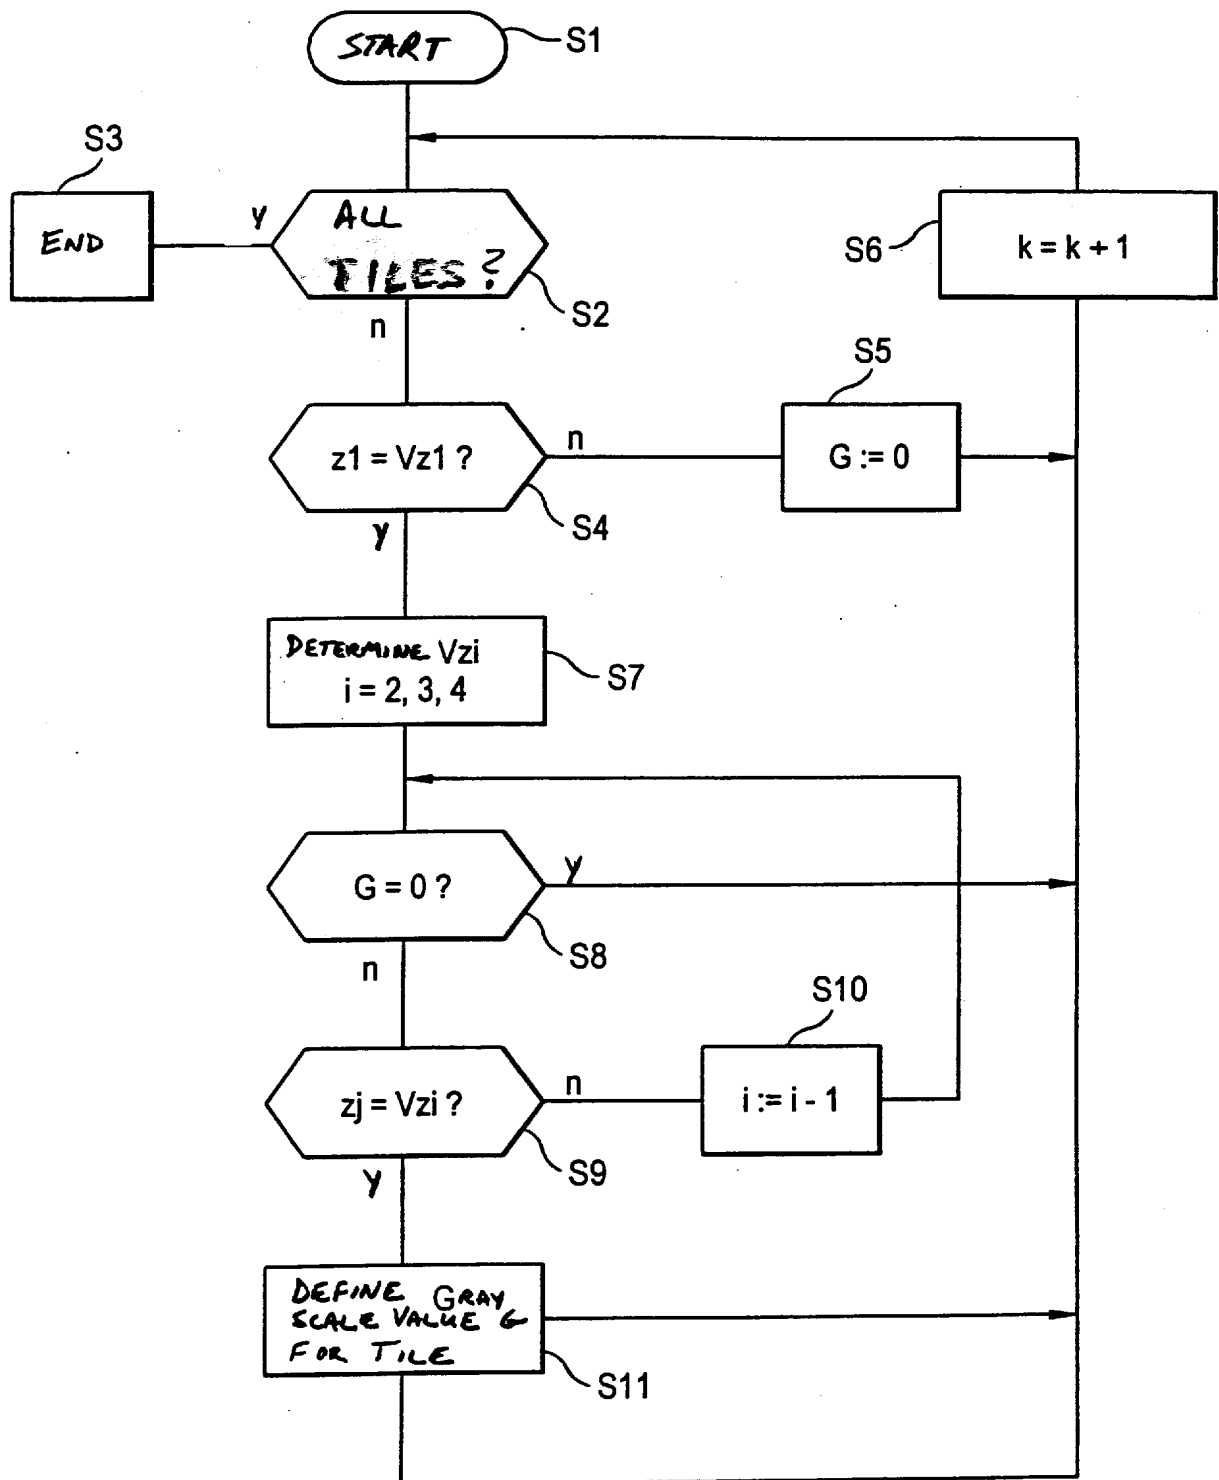 START
S1
S3
END
y
ALL
TILES?
S2
n
S6
k = k + 1
z1 = Vz1 ?
n
S4
y
S5
G := 0
DETERMINE Vzi
i = 2, 3, 4
S7
G = 0 ?
y
S8
n
zj = Vzi ?
n
S9
y
S10
i := i - 1
DEFINE GRAY
SCALE VALUE G
FOR TILE
S11